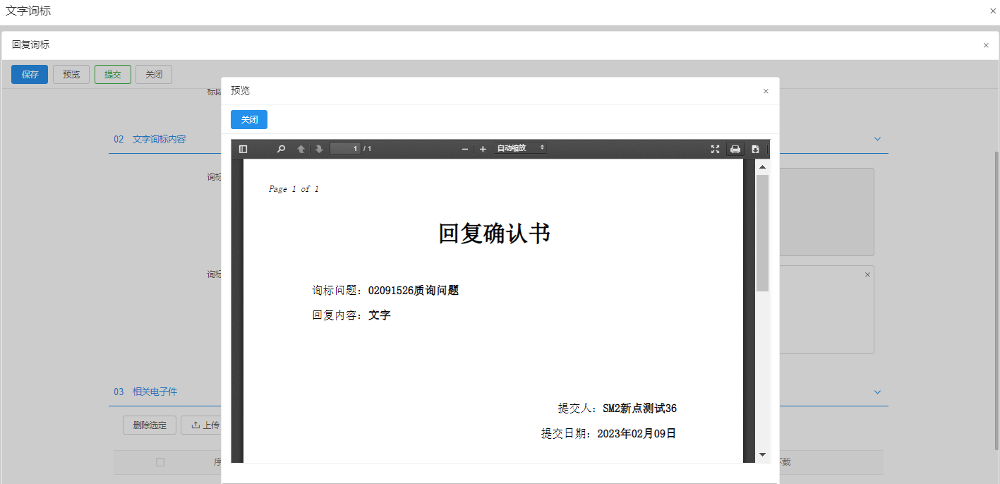 文字询标
回复询标
保存 预览 提交 关闭
标段
预览
关闭
02 文字询标内容
1 / 1 自动缩放
询标
Page 1 of 1
回复确认书
询标
询标问题：02091526质询问题
回复内容：文字
03 相关电子件
提交人：SM2新点测试36
删除选定 上传
提交日期：2023年02月09日
序
下载